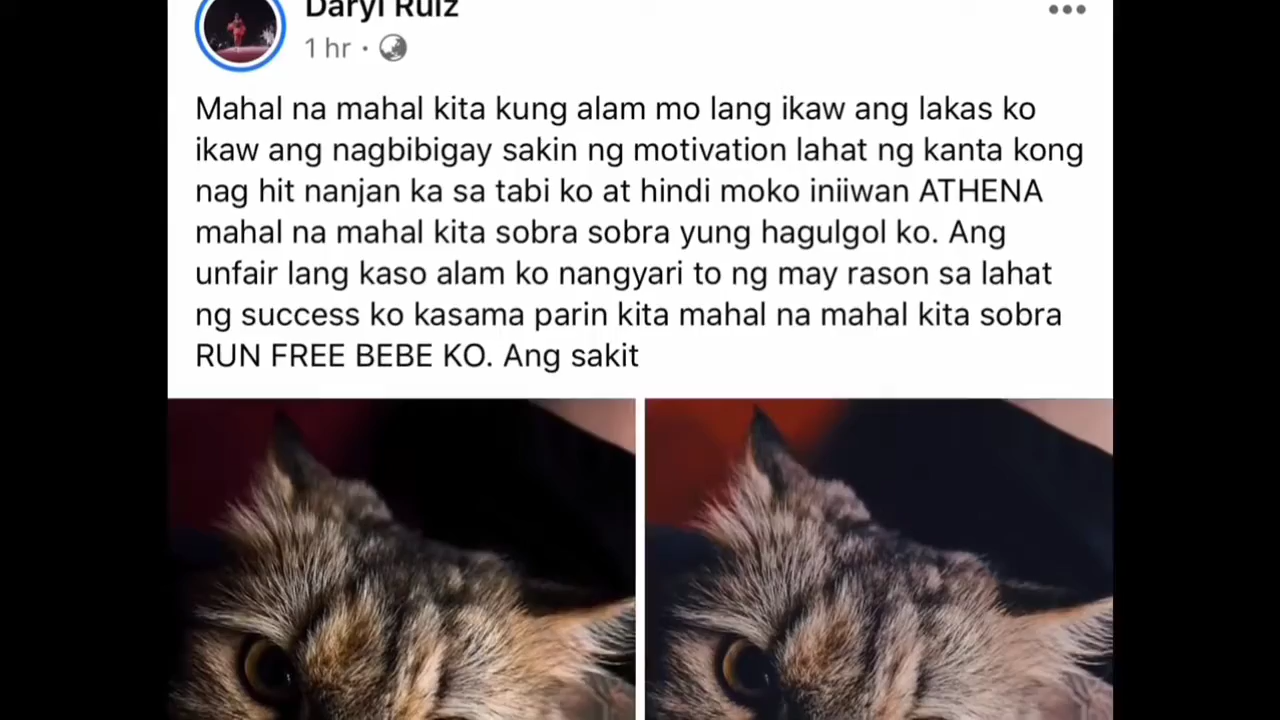 Daryl Ruiz
1 hr ·
Mahal na mahal kita kung alam mo lang ikaw ang lakas ko
ikaw ang nagbibigay sakin ng motivation lahat ng kanta kong
nag hit nanjan ka sa tabi ko at hindi moko iniiwan ATHENA
mahal na mahal kita sobra sobra yung hagulgol ko. Ang
unfair lang kaso alam ko nangyari to ng may rason sa lahat
ng success ko kasama parin kita mahal na mahal kita sobra
RUN FREE BEBE KO. Ang sakit